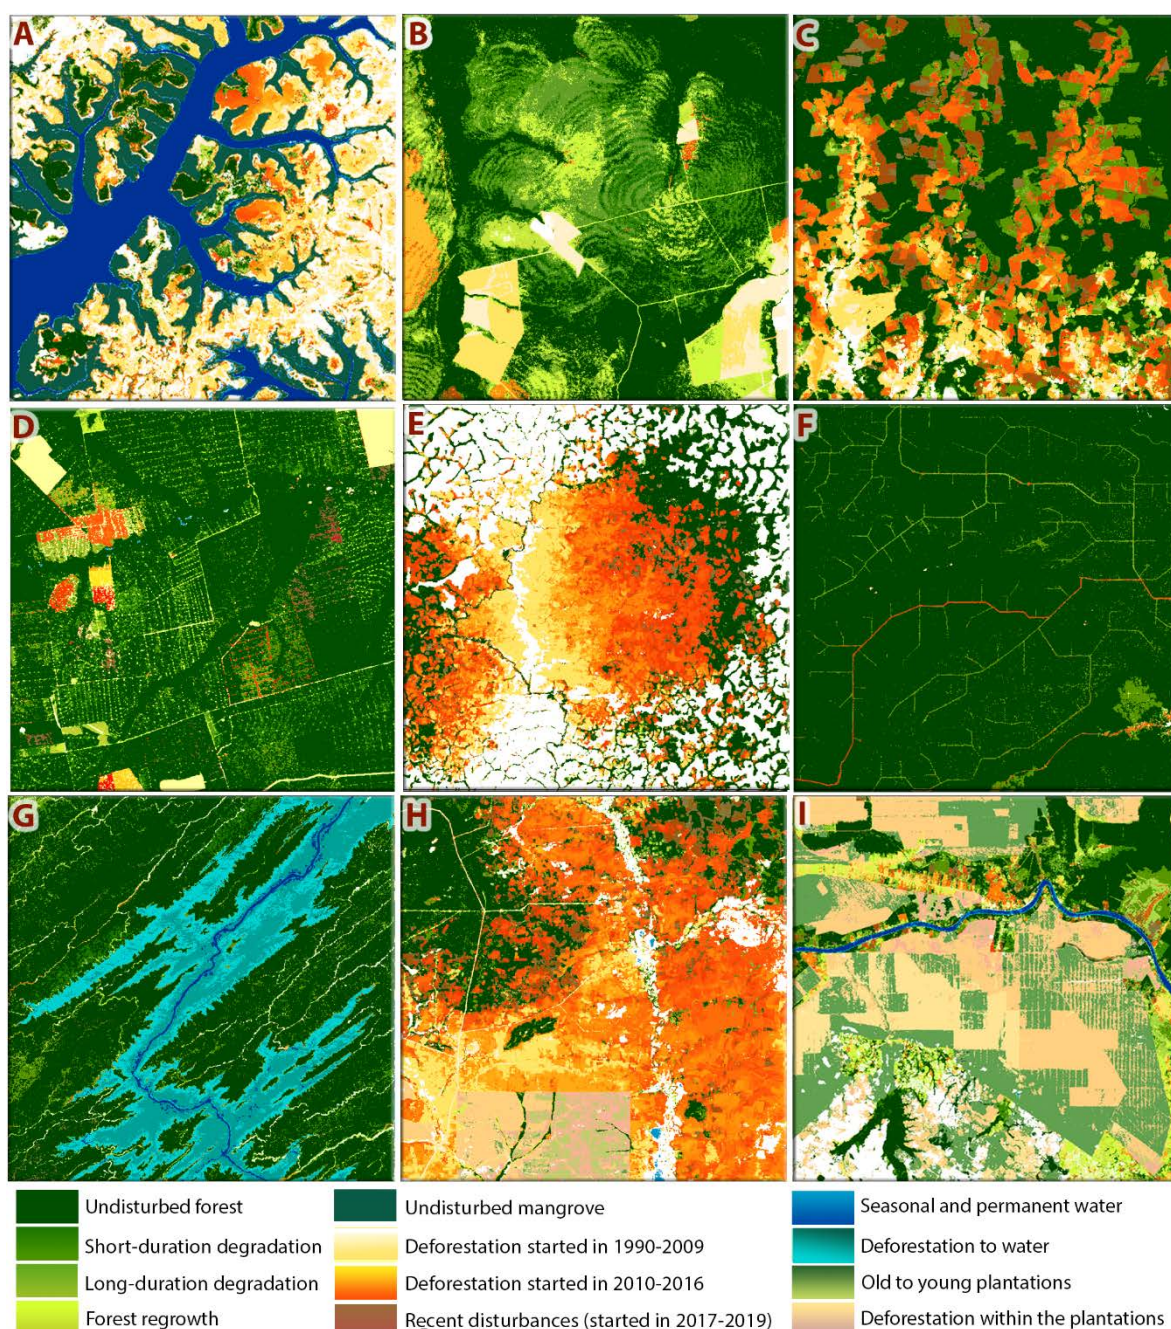 A
B
C
D
E
F
G
H
I
Undisturbed forest
Undisturbed mangrove
Seasonal and permanent water
Short-duration degradation
Deforestation started in 1990-2009
Deforestation to water
Long-duration degradation
Deforestation started in 2010-2016
Old to young plantations
Forest regrowth
Recent disturbances (started in 2017-2019)
Deforestation within the plantations